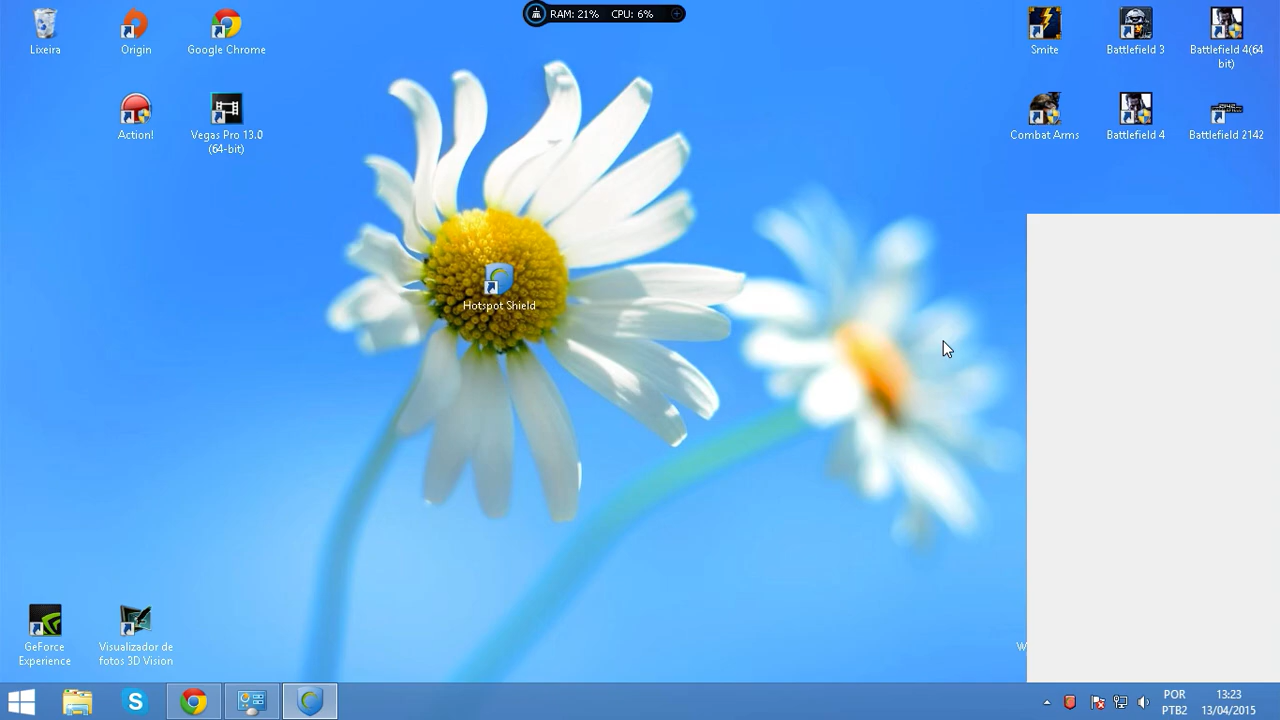 RAM: 21% CPU: 6%
Lixeira
Origin
Google Chrome
Smite
Battlefield 3
Battlefield 4(64
bit)
Action!
Vegas Pro 13.0
(64-bit)
Combat Arms
Battlefield 4
Battlefield 2142
Hotspot Shield
GeForce
Experience
Visualizador de
fotos 3D Vision
W
POR
PTB2
13:23
13/04/2015